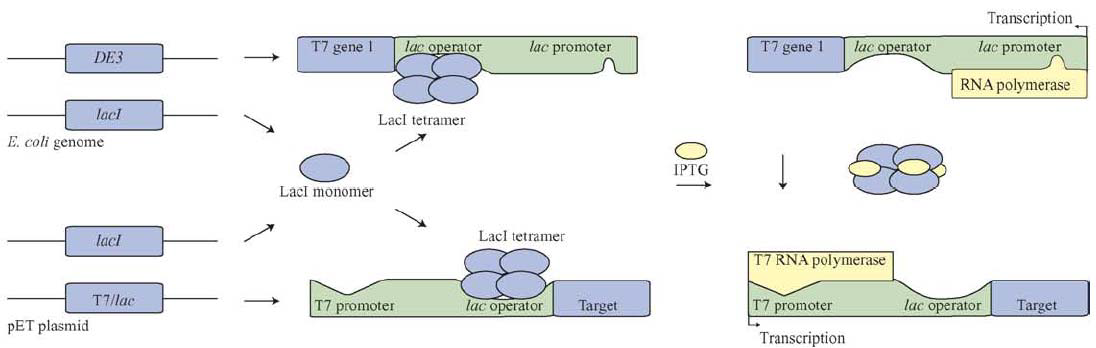 DE3
lacI
E. coli genome
lacI
T7/lac
pET plasmid
T7 gene 1
lac operator
lac promoter
LacI tetramer
LacI monomer
LacI tetramer
T7 promoter
lac operator
Target
IPTG
Transcription
T7 gene 1
lac operator
lac promoter
RNA polymerase
T7 RNA polymerase
T7 promoter
lac operator
Target
Transcription